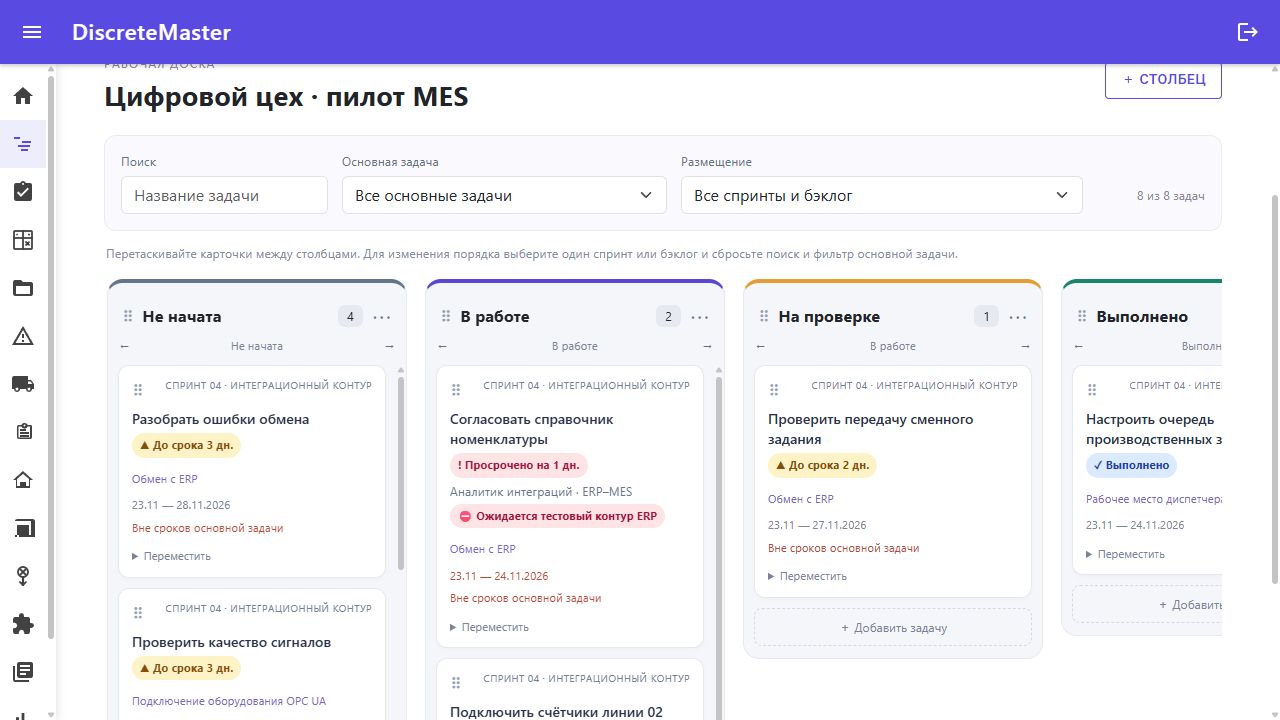 DiscreteMaster
РАБОЧАЯ ДОСКА
Цифровой цех · пилот MES
+ СТОЛБЕЦ
Поиск
Основная задача
Размещение
Название задачи
Все основные задачи
Все спринты и бэклог
8 из 8 задач
Перетаскивайте карточки между столбцами. Для изменения порядка выберите один спринт или бэклог и сбросьте поиск и фильтр основной задачи.
Не начата
4
← Не начата →
СПРИНТ 04 · ИНТЕГРАЦИОННЫЙ КОНТУР
Разобрать ошибки обмена
▲ До срока 3 дн.
Обмен с ERP
23.11 — 28.11.2026
Вне сроков основной задачи
▶ Переместить
СПРИНТ 04 · ИНТЕГРАЦИОННЫЙ КОНТУР
Проверить качество сигналов
▲ До срока 3 дн.
Подключение оборудования OPC UA
В работе
2
← В работе →
СПРИНТ 04 · ИНТЕГРАЦИОННЫЙ КОНТУР
Согласовать справочник
номенклатуры
! Просрочено на 1 дн.
Аналитик интеграций · ERP–MES
⛔ Ожидается тестовый контур ERP
Обмен с ERP
23.11 — 24.11.2026
Вне сроков основной задачи
▶ Переместить
СПРИНТ 04 · ИНТЕГРАЦИОННЫЙ КОНТУР
Подключить счётчики линии 02
На проверке
1
← В работе →
СПРИНТ 04 · ИНТЕГРАЦИОННЫЙ КОНТУР
Проверить передачу сменного
задания
▲ До срока 2 дн.
Обмен с ERP
23.11 — 27.11.2026
Вне сроков основной задачи
▶ Переместить
+ Добавить задачу
Выполнено
← Выполн
СПРИНТ 04 · ИНТЕ
Настроить очередь
производственных з
✓ Выполнено
Рабочее место диспетчера
23.11 — 24.11.2026
▶ Переместить
+ Добавить